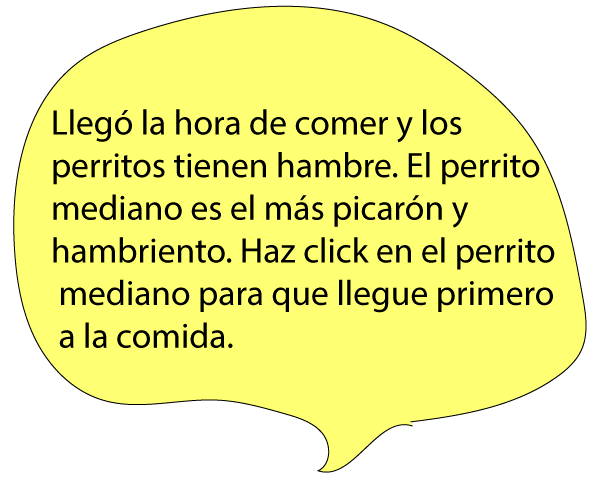 Llegó la hora de comer y los
perritos tienen hambre. El perrito
mediano es el más picarón y
hambriento. Haz click en el perrito
mediano para que llegue primero
a la comida.